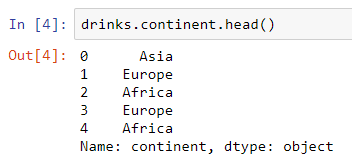 In [4]: drinks.continent.head()
Out[4]: 0      Asia
1    Europe
2    Africa
3    Europe
4    Africa
Name: continent, dtype: object